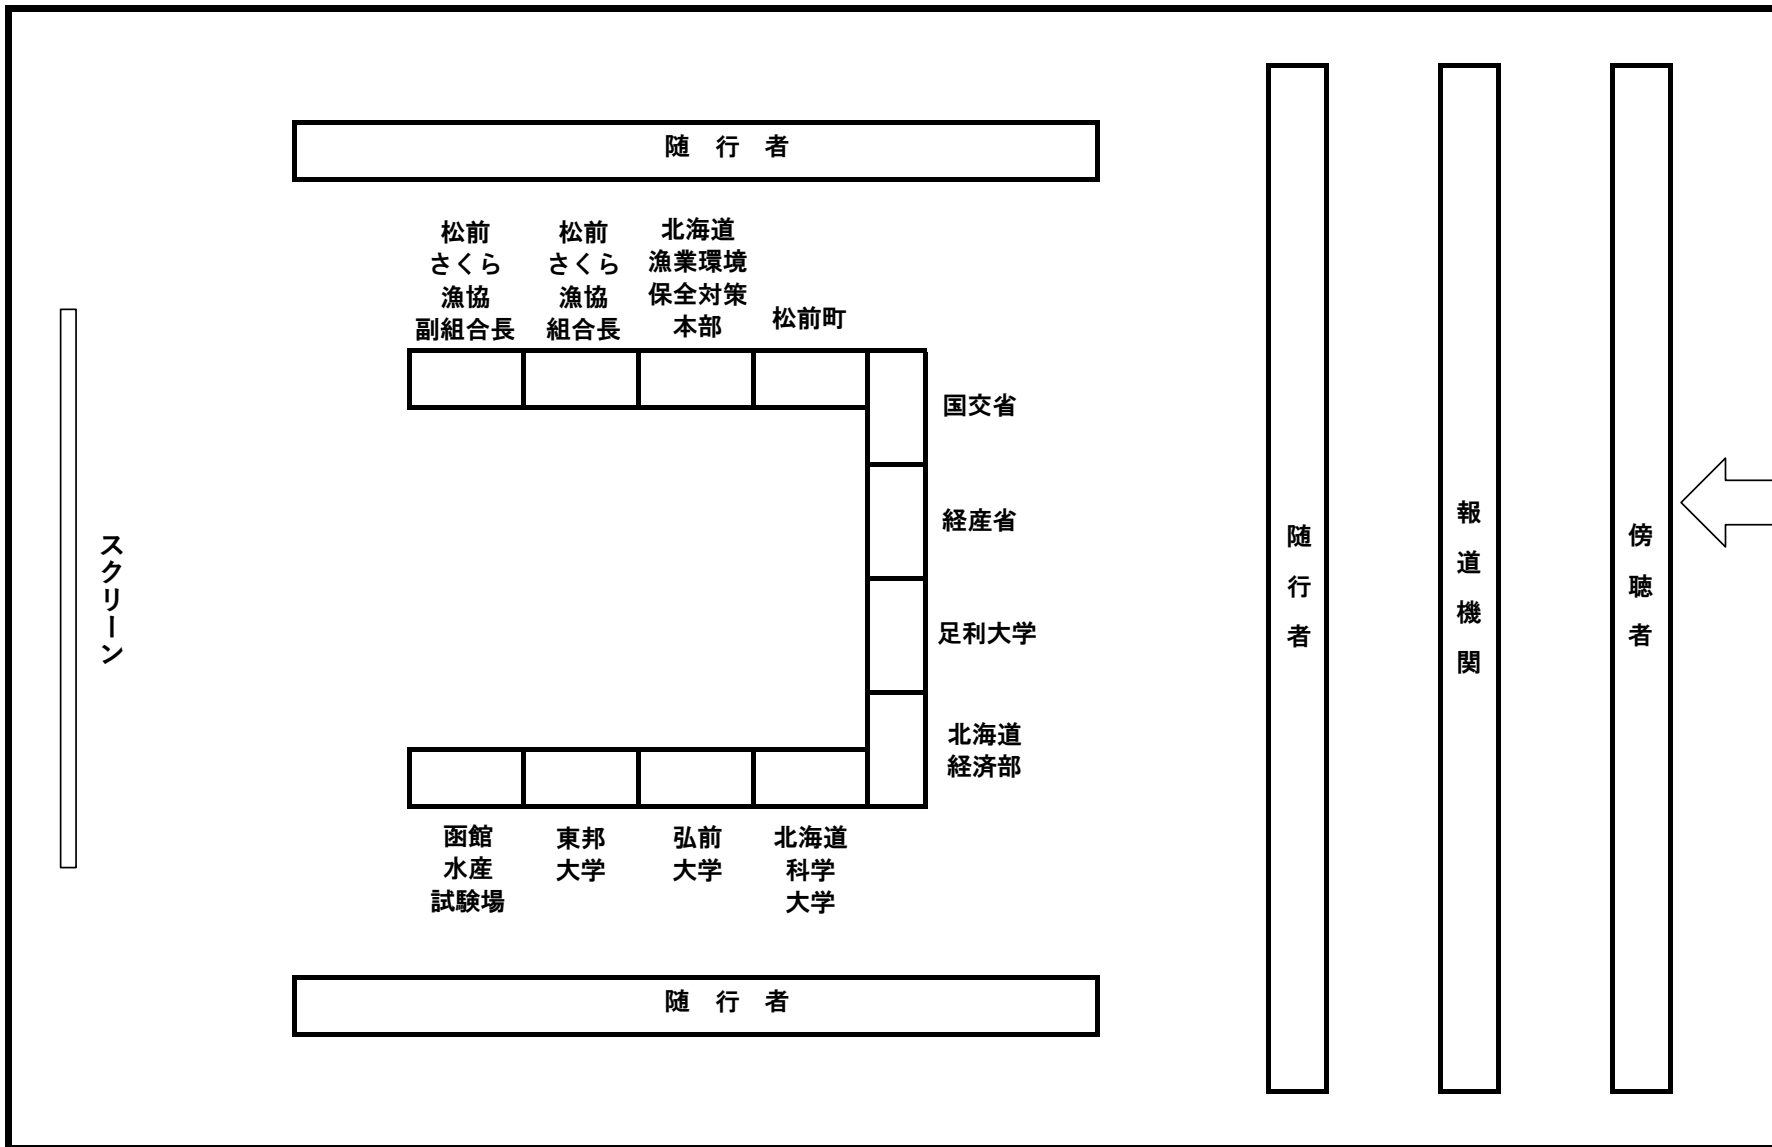 随 行 者
松前
さくら
漁協
副組合長
松前
さくら
漁協
組合長
北海道
漁業環境
保全対策
本部
松前町
国交省
経産省
足利大学
北海道
経済部
函館
水産
試験場
東邦
大学
弘前
大学
北海道
科学
大学
随 行 者
スクリーン
随行者
報道機関
傍聴者